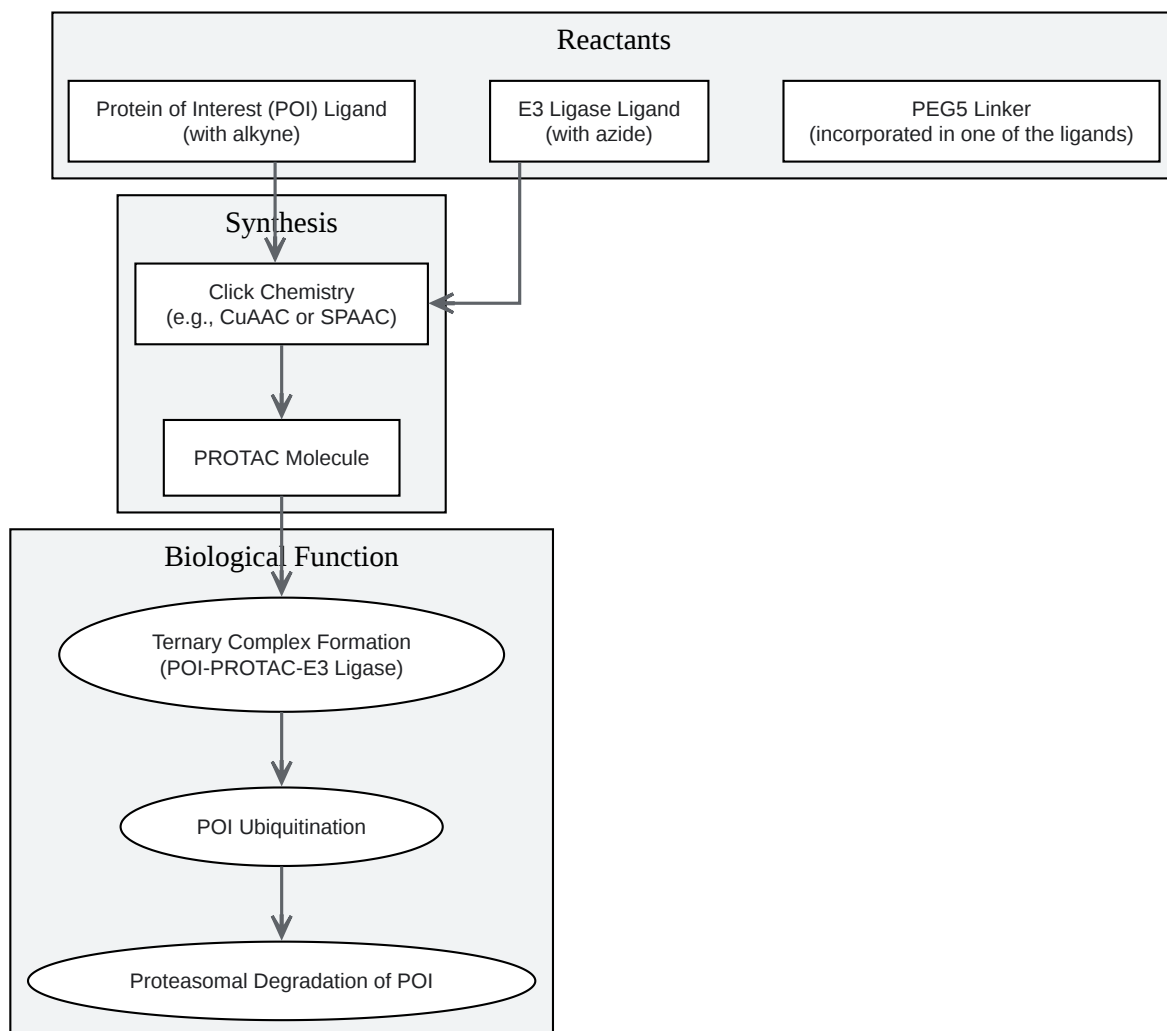 Reactants
Protein of Interest (POI) Ligand
(with alkyne)
E3 Ligase Ligand
(with azide)
PEG5 Linker
(incorporated in one of the ligands)
Synthesis
Click Chemistry
(e.g., CuAAC or SPAAC)
PROTAC Molecule
Biological Function
Ternary Complex Formation
(POI-PROTAC-E3 Ligase)
POI Ubiquitination
Proteasomal Degradation of POI